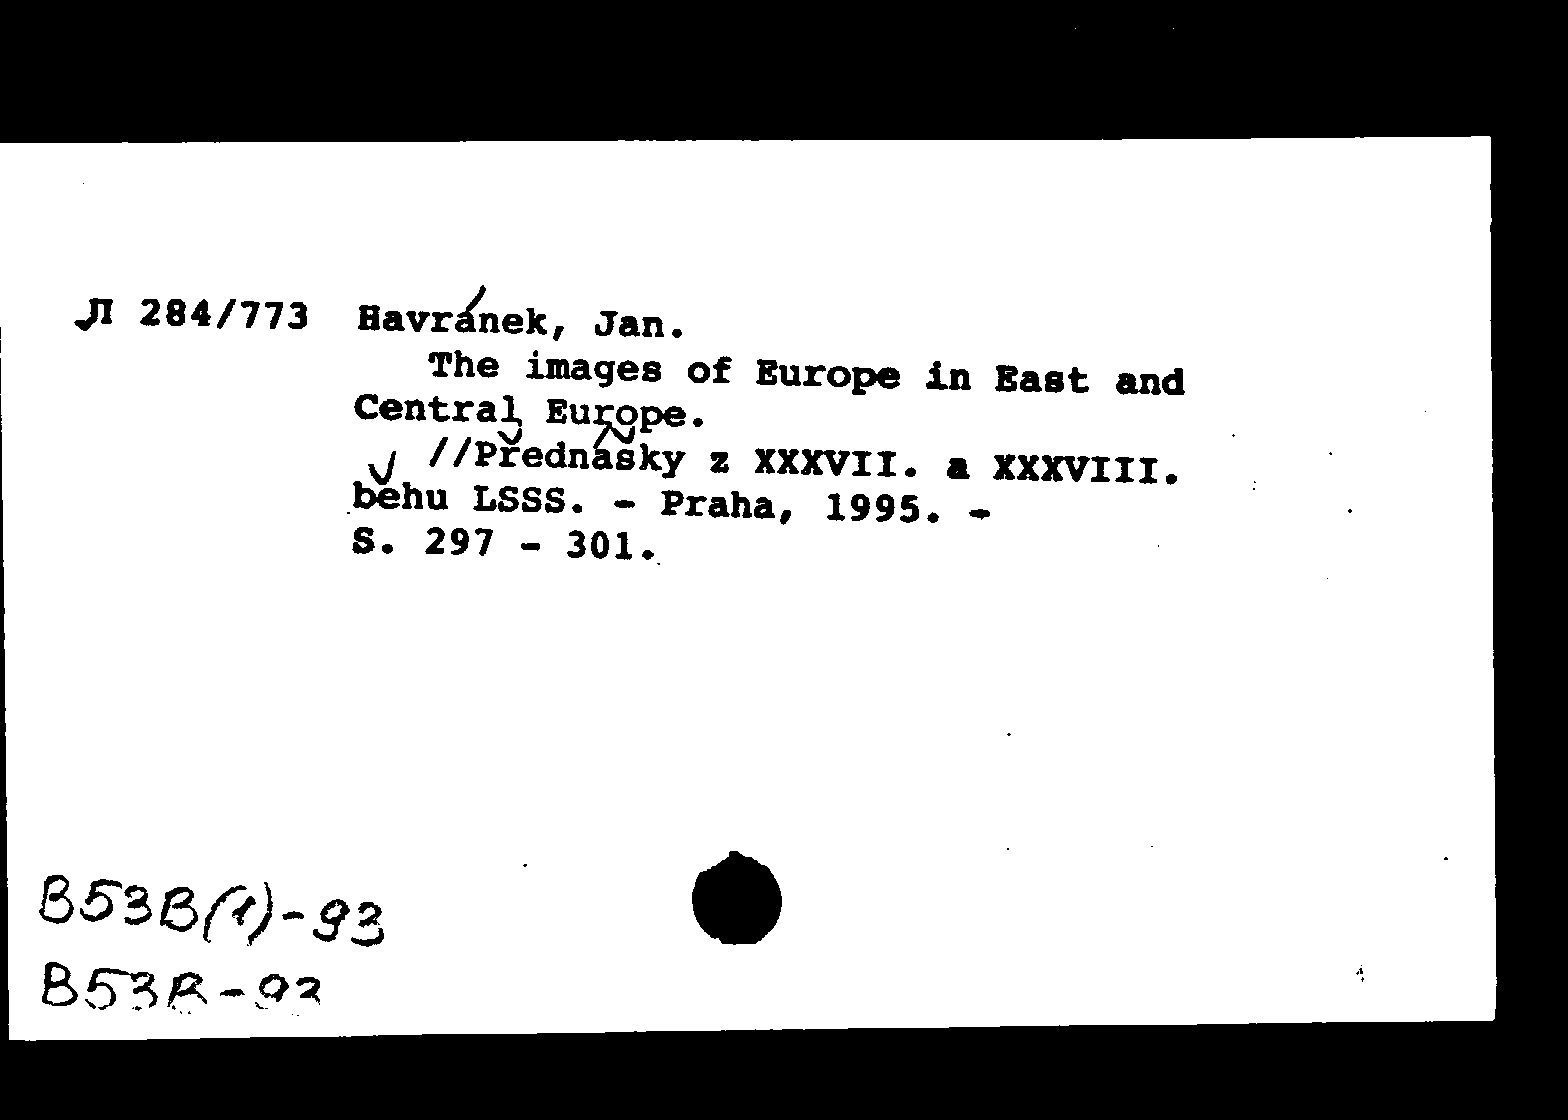 Л 284/773 Havránek, Jan.
The images of Europe in East and
Central Europe.
//Přednášky z XXXVII. a XXXVIII.
běhu LSSS. - Praha, 1995. -
S. 297 - 301.
B53B(1)-93
B53B-93